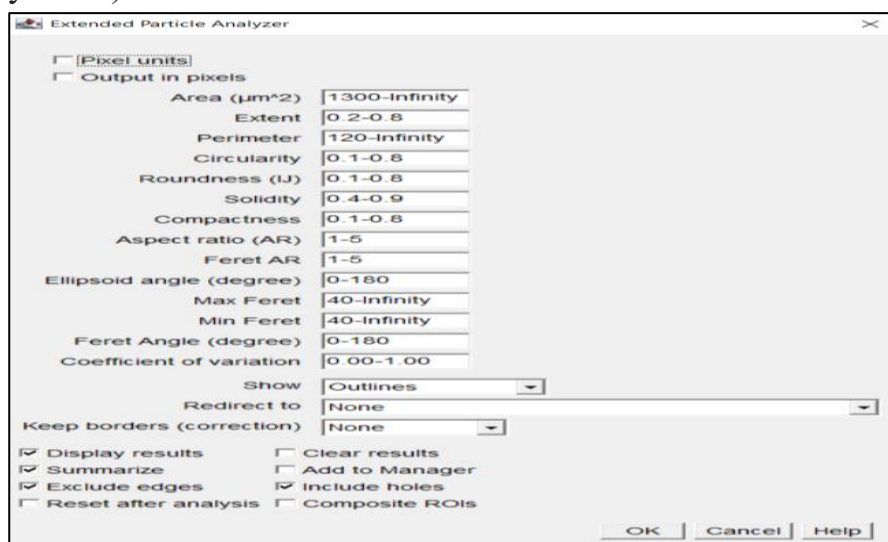 Extended Particle Analyzer
Pixel units
Output in pixels
Area (μm^2) 1300-Infinity
Extent 0.2-0.8
Perimeter 120-Infinity
Circularity 0.1-0.8
Roundness (IJ) 0.1-0.8
Solidity 0.4-0.9
Compactness 0.1-0.8
Aspect ratio (AR) 1-5
Feret AR 1-5
Ellipsoid angle (degree) 0-180
Max Feret 40-Infinity
Min Feret 40-Infinity
Feret Angle (degree) 0-180
Coefficient of variation 0.00-1.00
Show Outlines
Redirect to None
Keep borders (correction) None
Display results Clear results
Summarize Add to Manager
Exclude edges Include holes
Reset after analysis Composite ROIs
OK Cancel Help